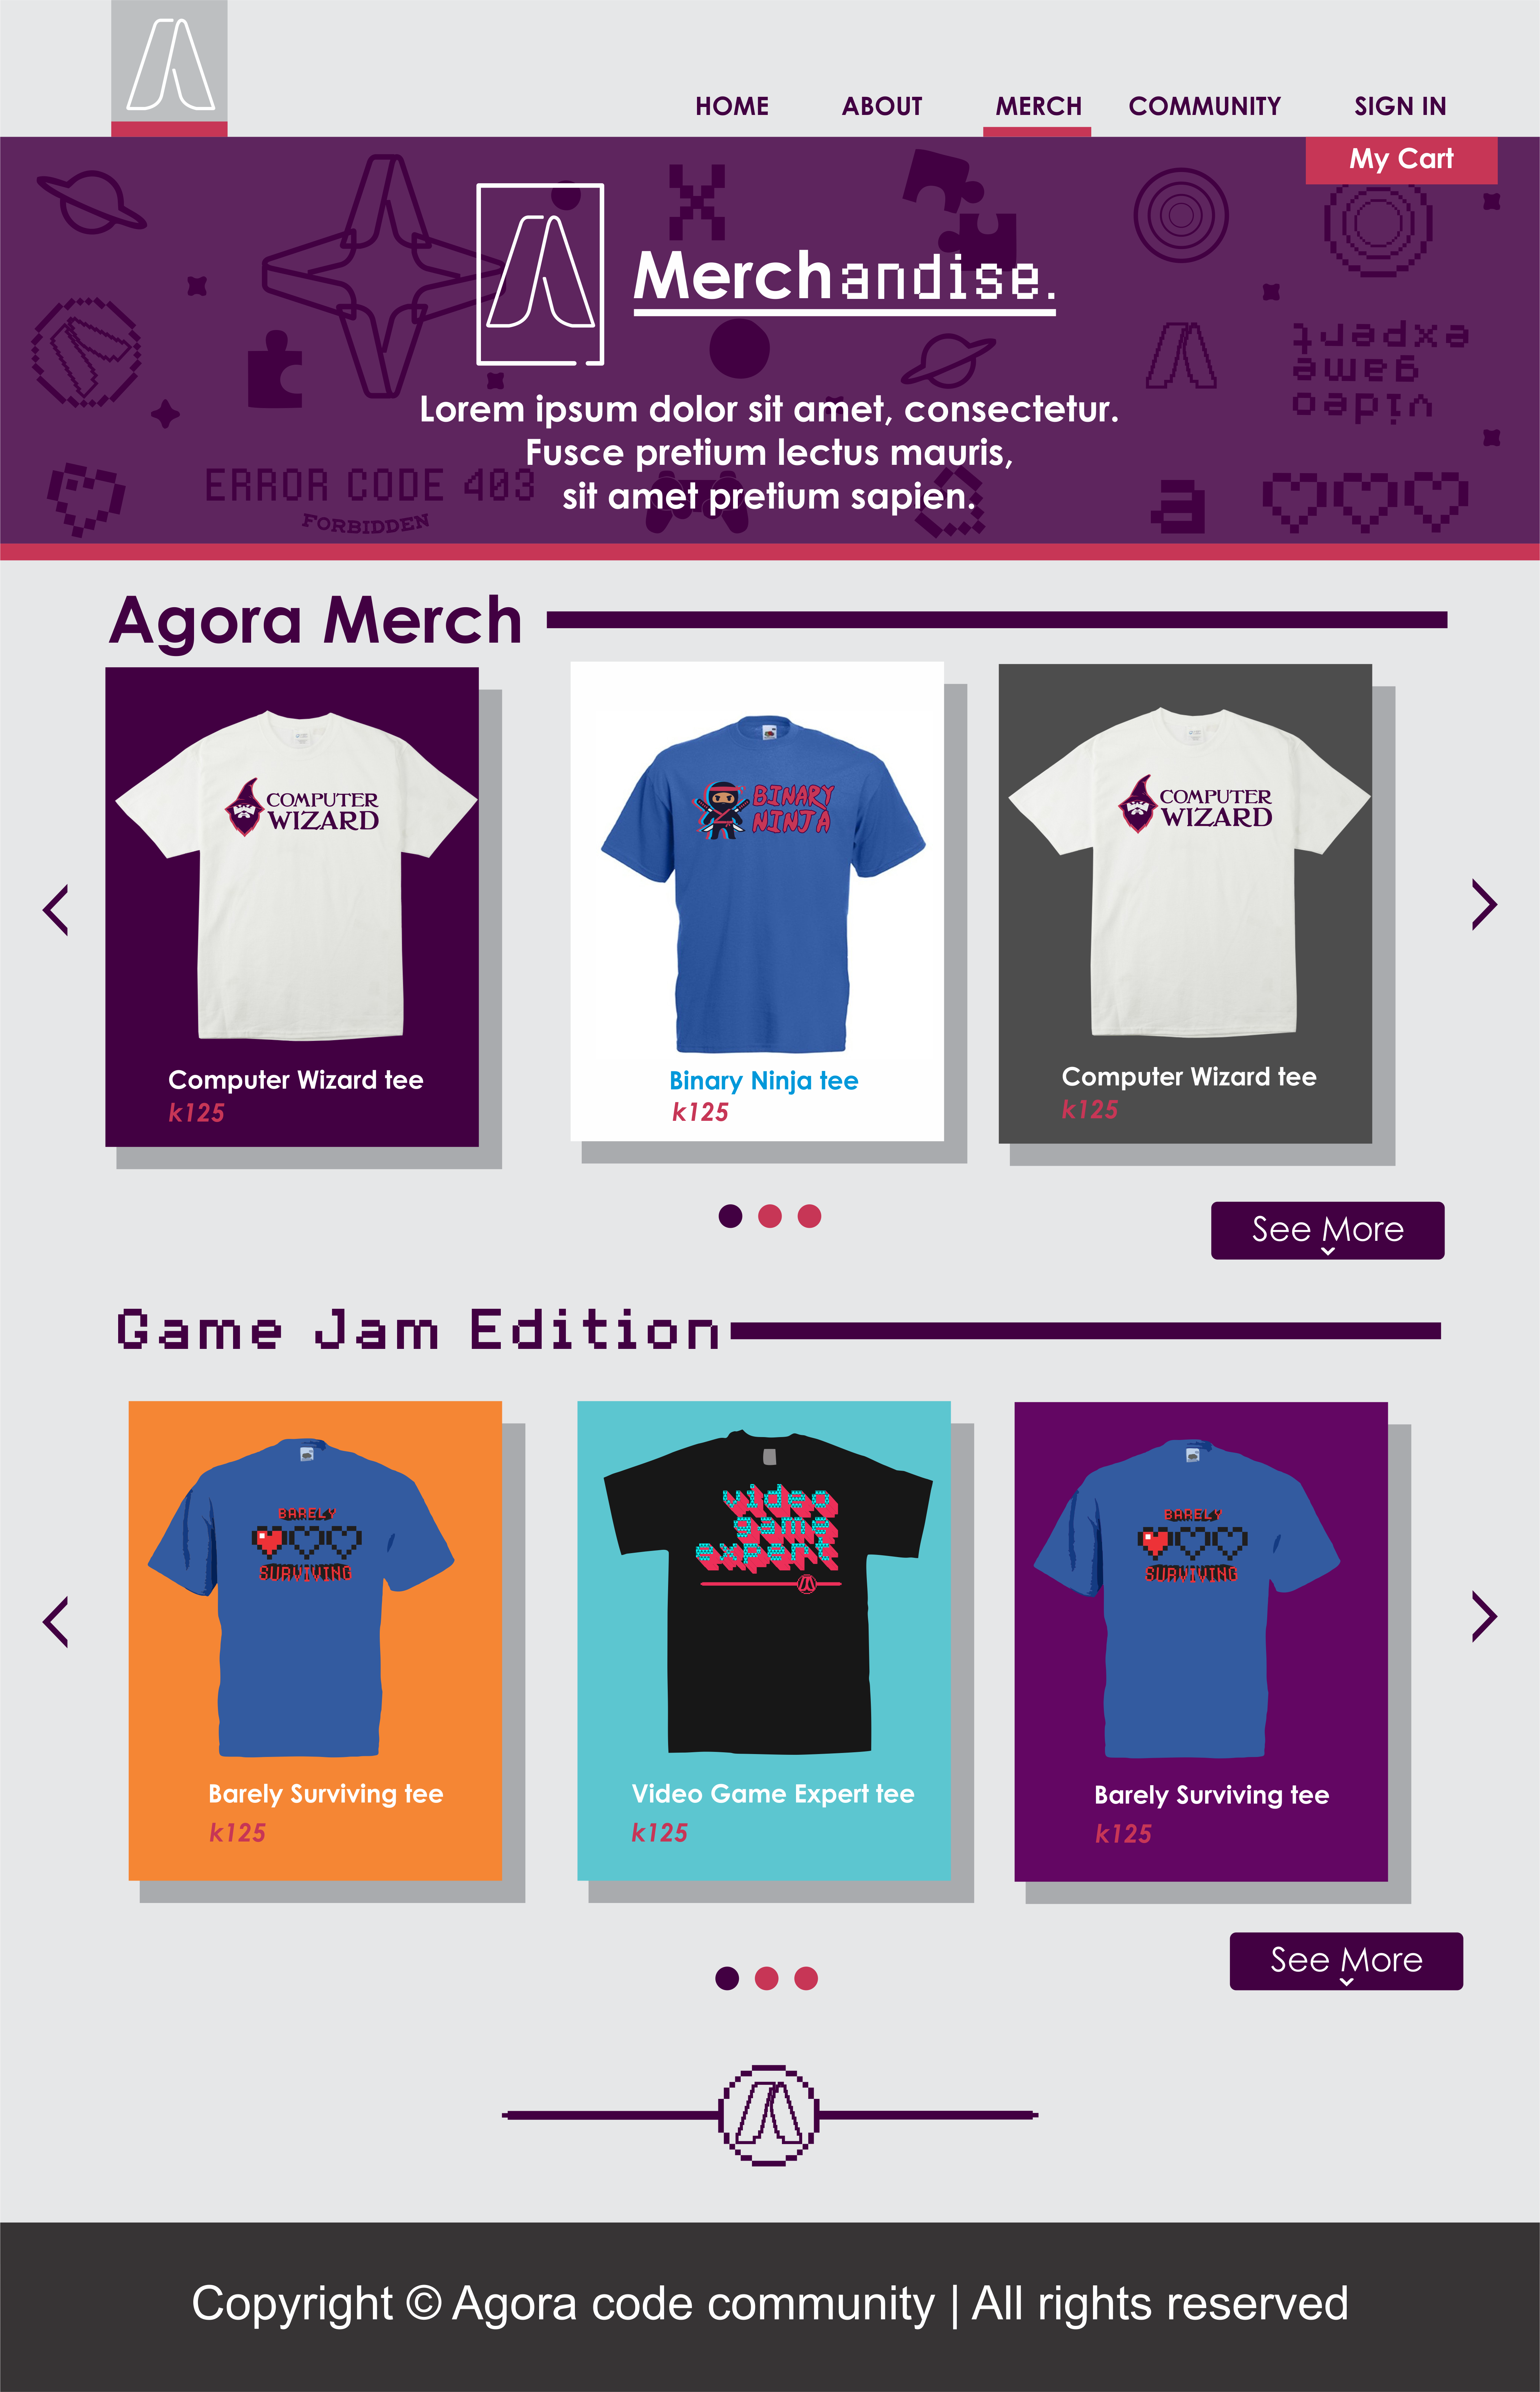 HOME ABOUT MERCH COMMUNITY SIGN IN
My Cart
Merchandise.
video
game
expert
Lorem ipsum dolor sit amet, consectetur.
Fusce pretium lectus mauris,
sit amet pretium sapien.
ERROR CODE 403
FORBIDDEN
a
Agora Merch
COMPUTER
WIZARD
BINARY
NINJA
COMPUTER
WIZARD
Computer Wizard tee
k125
Binary Ninja tee
k125
Computer Wizard tee
k125
See More
Game Jam Edition
BARELY
SURVIVING
video
game
expert
BARELY
SURVIVING
Barely Surviving tee
k125
Video Game Expert tee
k125
Barely Surviving tee
k125
See More
Copyright © Agora code community | All rights reserved